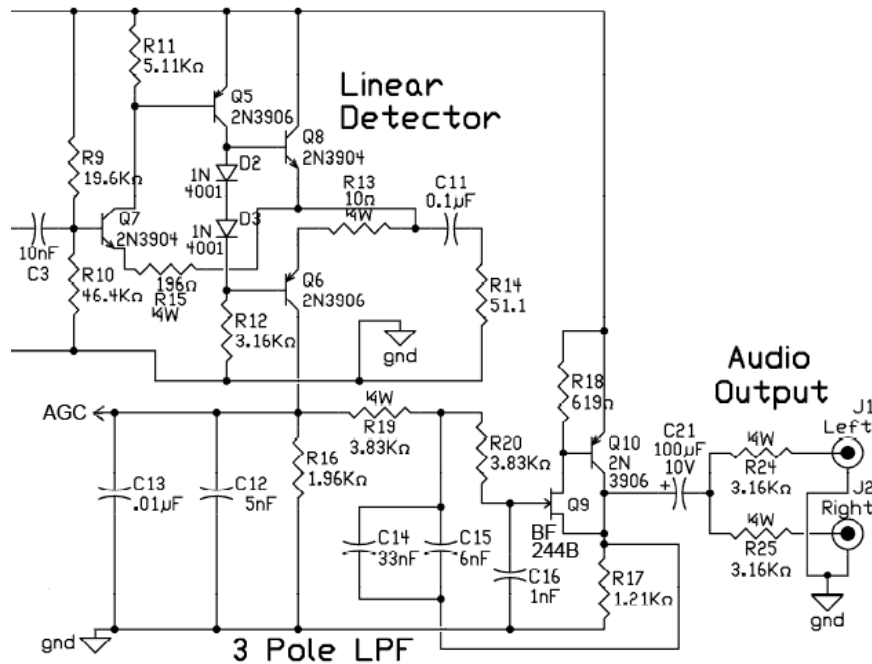 R11
5.11KΩ
Q5
2N3906
Linear
Detector
Q8
2N3904
D2
1N
4001
R9
19.6KΩ
R13
10Ω
¼W
C11
0.1µF
Q7
2N3904
D3
1N
4001
10nF
C3
R10
46.4KΩ
196Ω
R15
¼W
Q6
2N3906
R14
51.1
R12
3.16KΩ
gnd
Audio
Output
R18
619Ω
J1
Left
AGC
¼W
R19
3.83KΩ
R20
3.83KΩ
Q10
2N
3906
C21
100µF
10V
+
¼W
R24
3.16KΩ
R16
1.96KΩ
J2
Right
C13
.01µF
C12
5nF
Q9
BF
244B
¼W
R25
3.16KΩ
C14
33nF
C15
6nF
C16
1nF
R17
1.21KΩ
gnd
gnd
3 Pole LPF